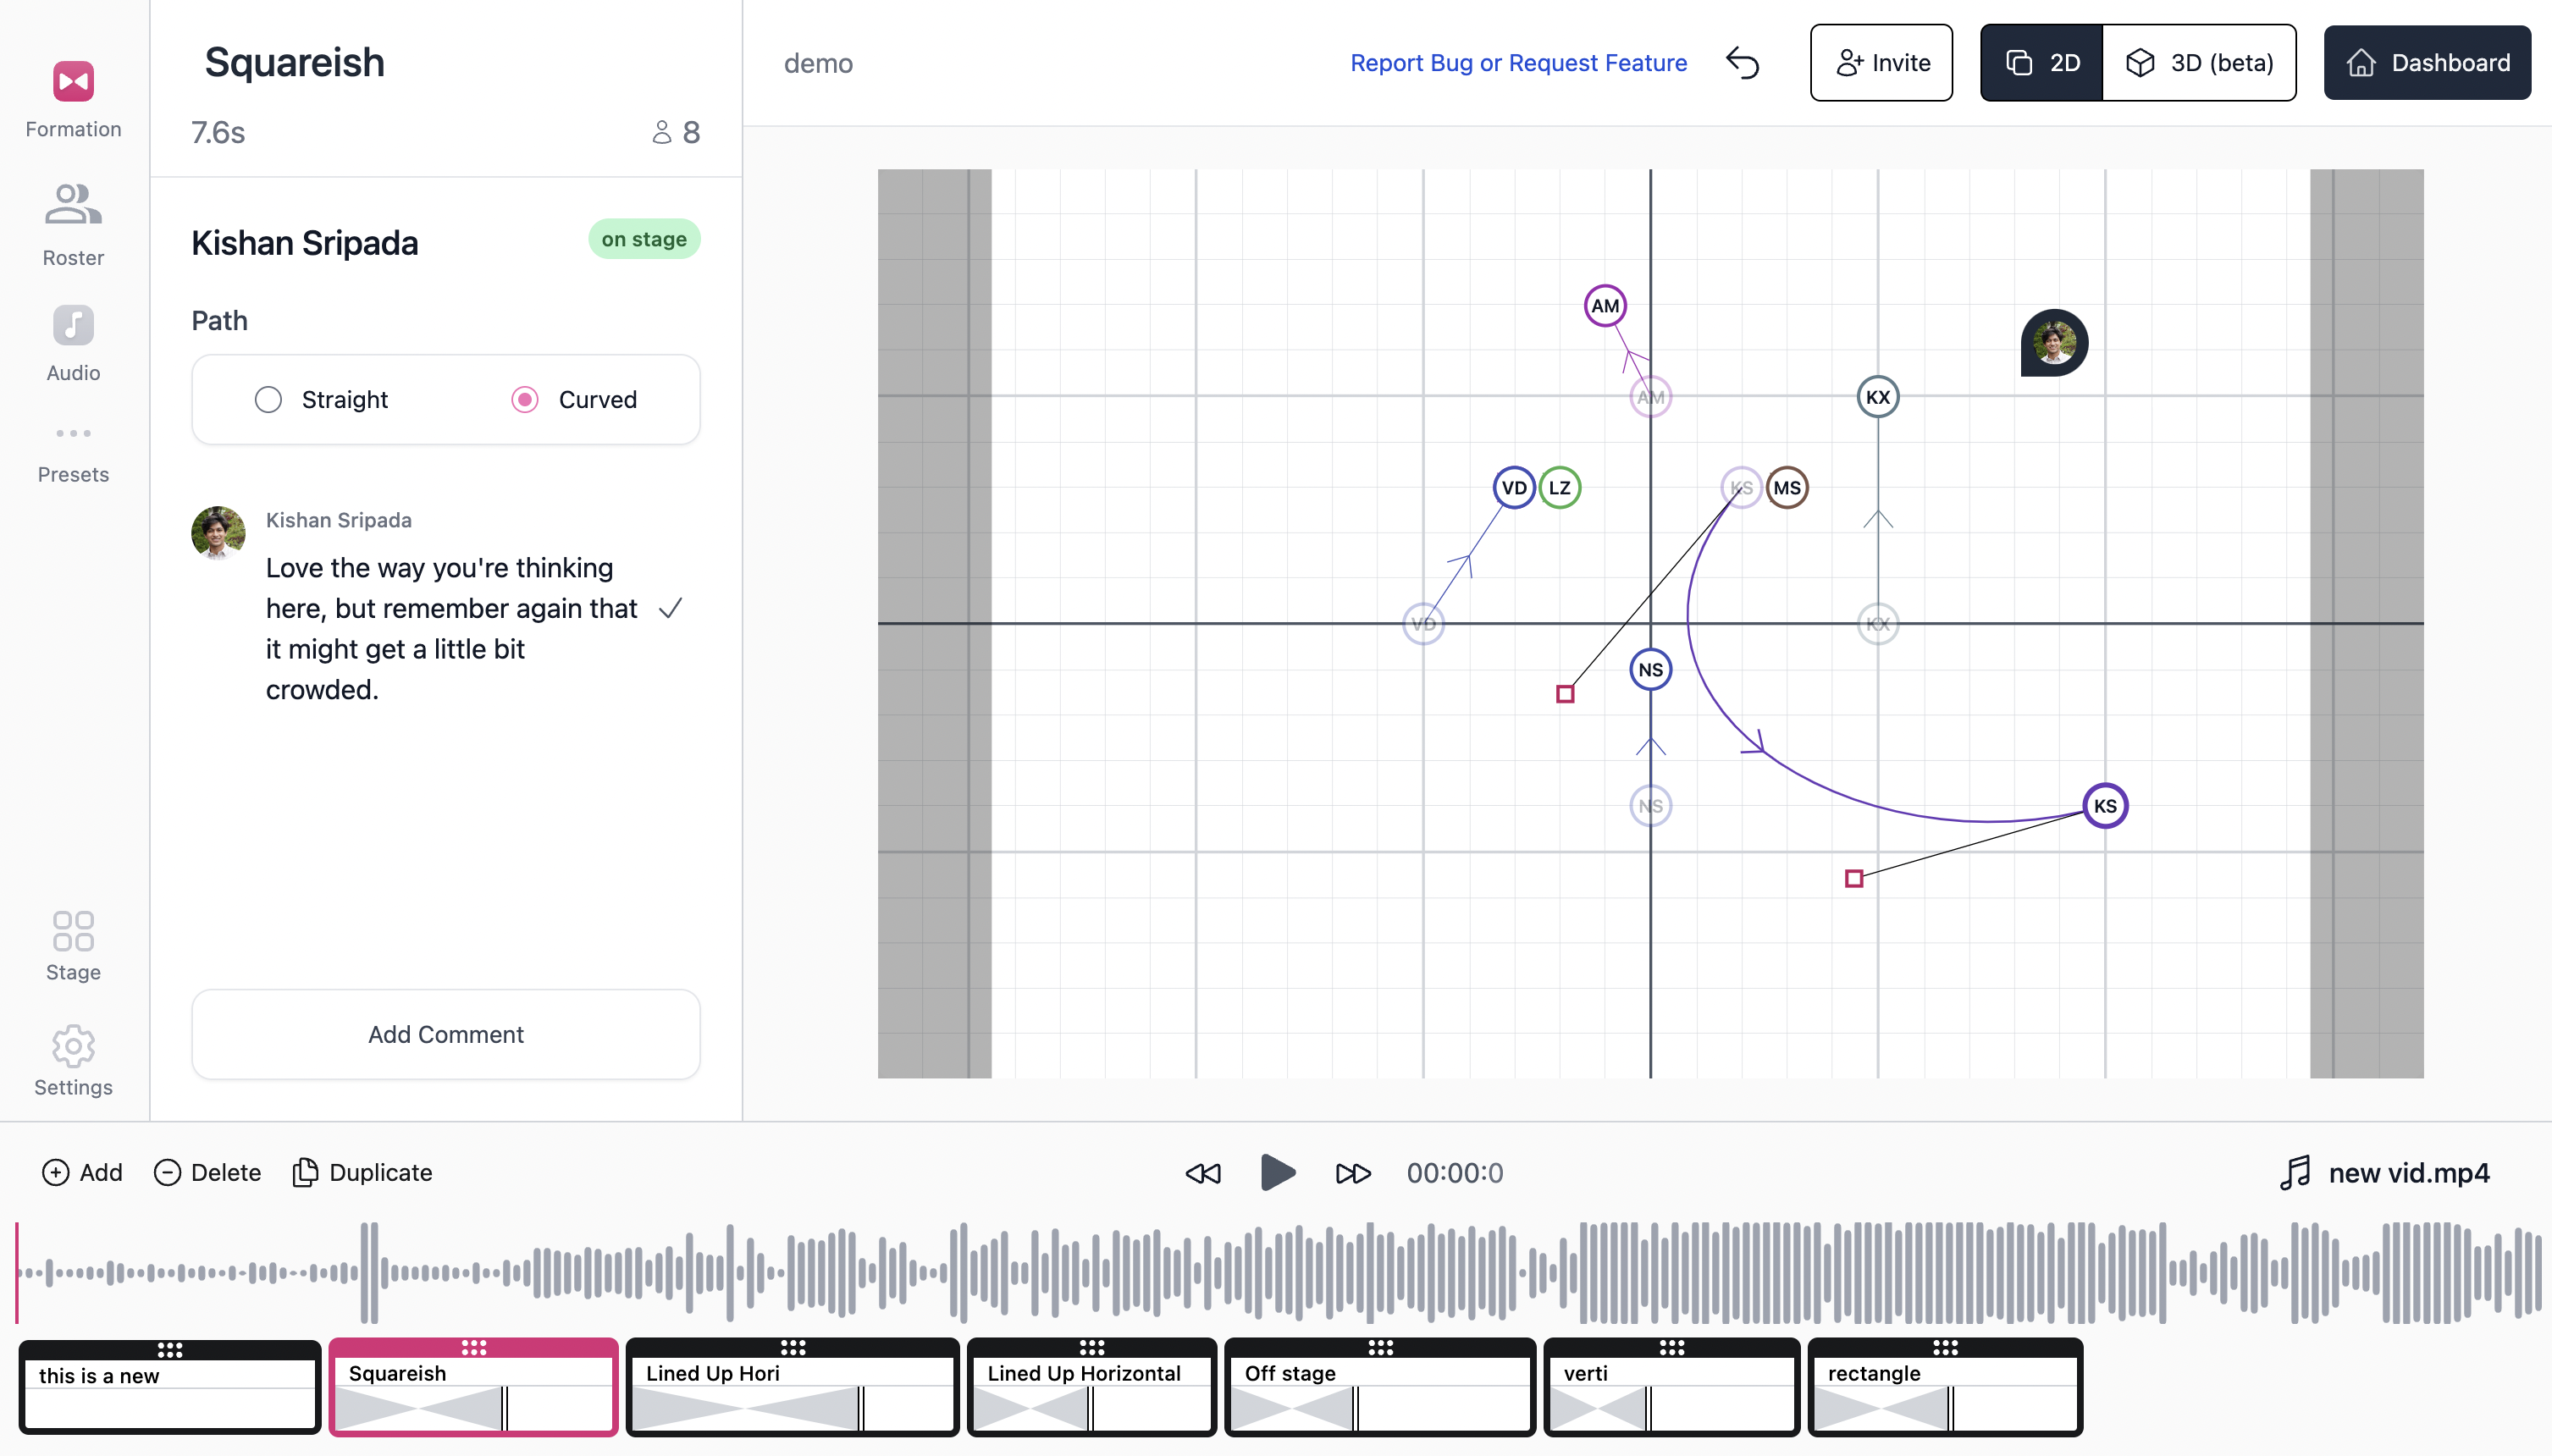 Squareish
7.6s
8
Formation
Roster
Audio
Presets
Stage
Settings
Kishan Sripada
on stage
Path
Straight
Curved
Kishan Sripada
Love the way you're thinking
here, but remember again that
it might get a little bit
crowded.
Add Comment
demo
Report Bug or Request Feature
Invite
2D
3D (beta)
Dashboard
AM
AM
KX
VD
LZ
KS
MS
VD
KX
NS
NS
KS
Add
Delete
Duplicate
00:00:0
new vid.mp4
this is a new
Squareish
Lined Up Hori
Lined Up Horizontal
Off stage
verti
rectangle